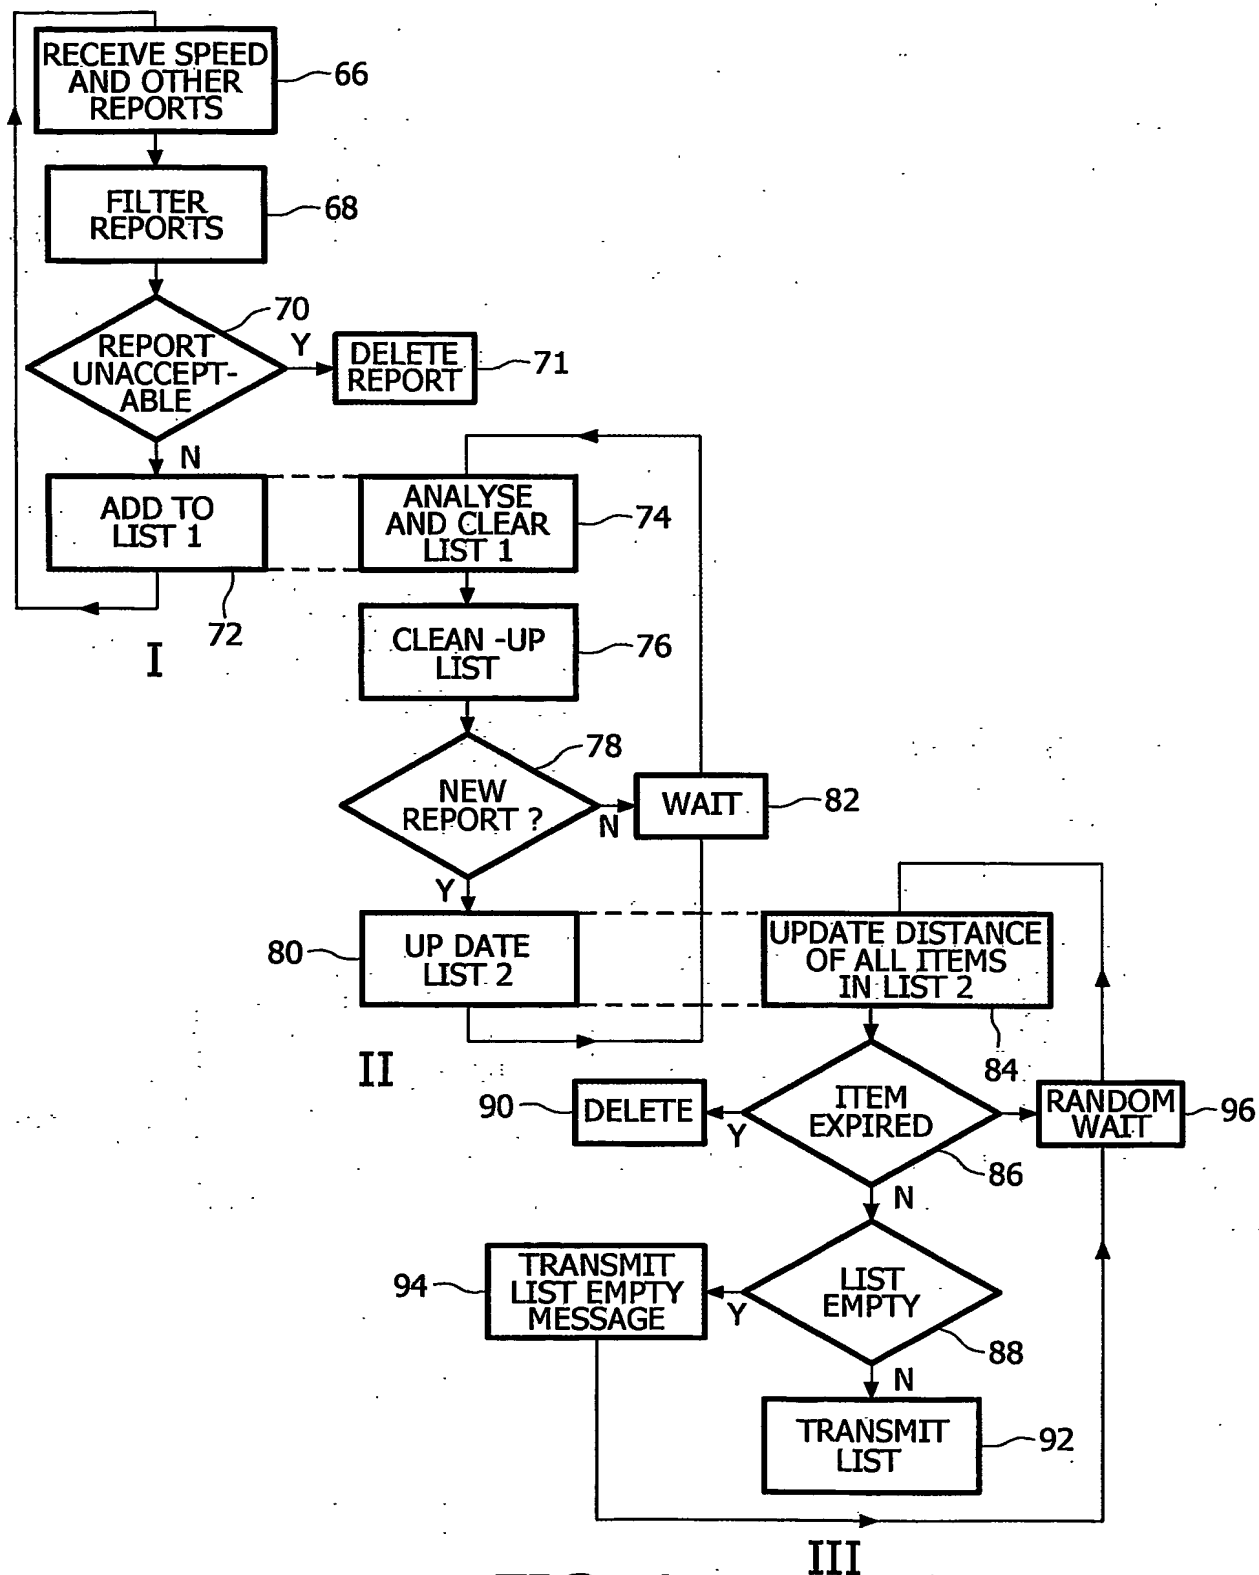 RECEIVE SPEED
AND OTHER
REPORTS
66
FILTER
REPORTS
68
70
REPORT
UNACCEPT-
ABLE
Y
DELETE
REPORT
71
N
ADD TO
LIST 1
72
I
ANALYSE
AND CLEAR
LIST 1
74
CLEAN -UP
LIST
76
78
NEW
REPORT ?
N
WAIT
82
Y
80
UP DATE
LIST 2
II
UPDATE DISTANCE
OF ALL ITEMS
IN LIST 2
84
90
DELETE
Y
ITEM
EXPIRED
86
RANDOM
WAIT
96
N
94
TRANSMIT
LIST EMPTY
MESSAGE
Y
LIST
EMPTY
88
N
TRANSMIT
LIST
92
III